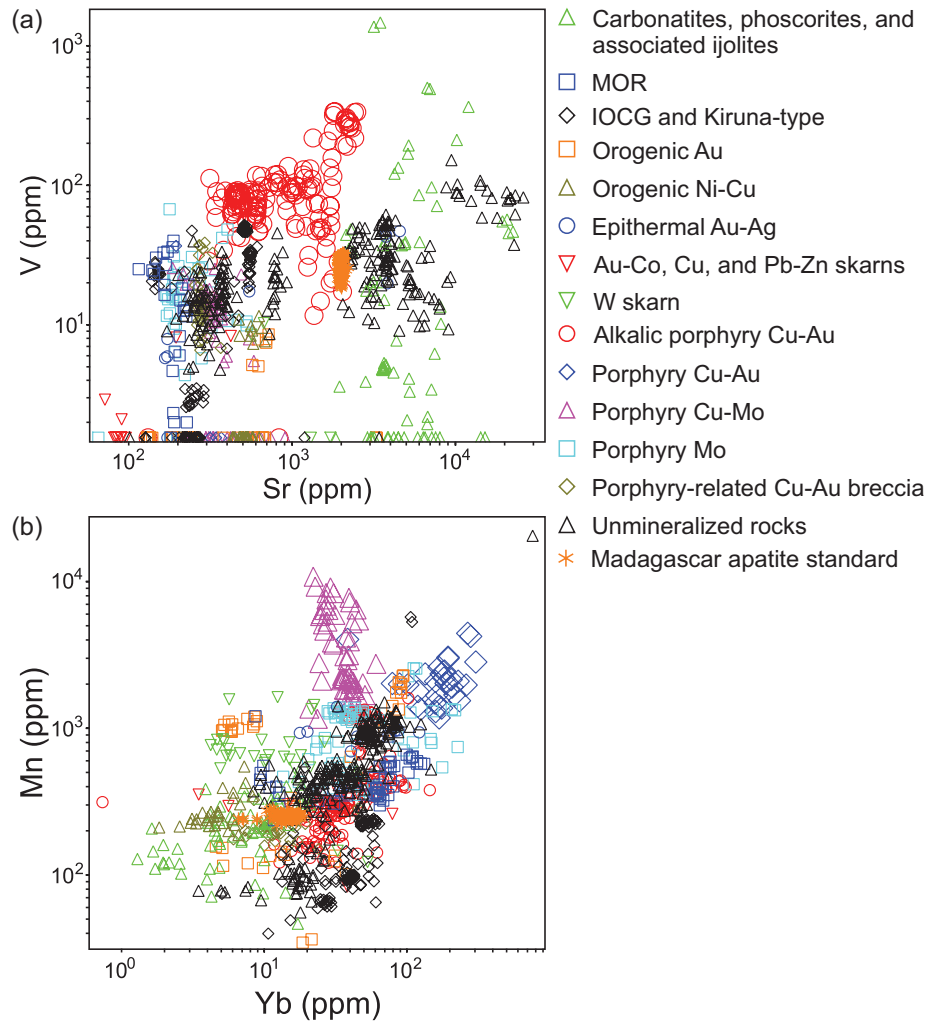 (a)
10³
10²
10¹
V (ppm)
10² 10³ 10⁴
Sr (ppm)
Carbonatites, phoscorites, and
associated ijolites
MOR
IOCG and Kiruna-type
Orogenic Au
Orogenic Ni-Cu
Epithermal Au-Ag
Au-Co, Cu, and Pb-Zn skarns
W skarn
Alkalic porphyry Cu-Au
Porphyry Cu-Au
Porphyry Cu-Mo
Porphyry Mo
Porphyry-related Cu-Au breccia
Unmineralized rocks
Madagascar apatite standard
(b)
10⁴
10³
10²
Mn (ppm)
10⁰ 10¹ 10²
Yb (ppm)